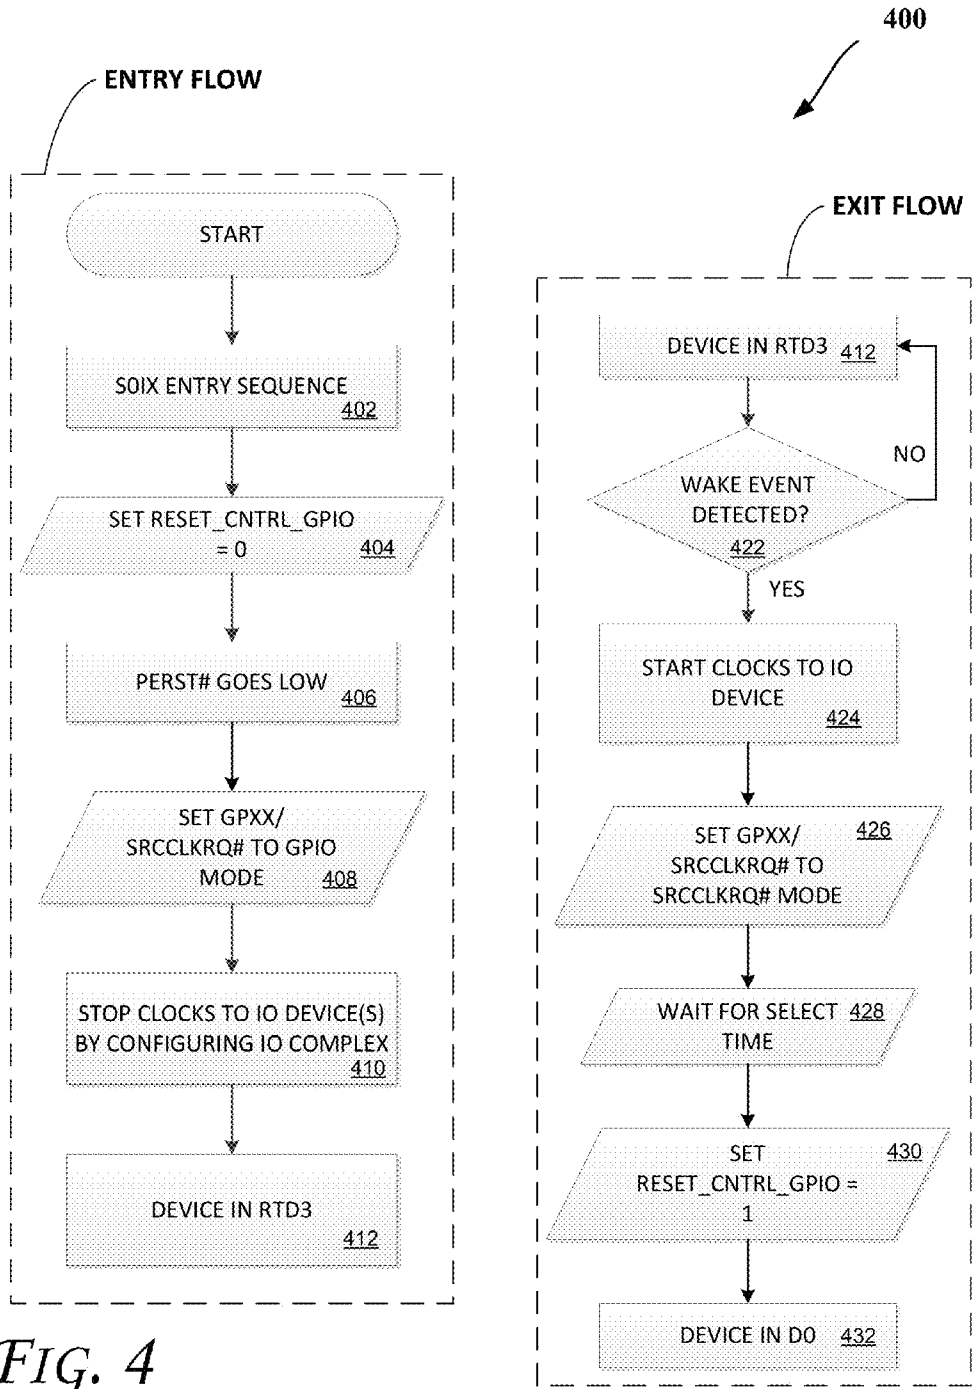 400
ENTRY FLOW
START
S0IX ENTRY SEQUENCE
402
SET RESET_CNTRL_GPIO
= 0
404
PERST# GOES LOW
406
SET GPXX/
SRCCLKRQ# TO GPIO
MODE
408
STOP CLOCKS TO IO DEVICE(S)
BY CONFIGURING IO COMPLEX
410
DEVICE IN RTD3
412
EXIT FLOW
DEVICE IN RTD3
412
WAKE EVENT
DETECTED?
422
NO
YES
START CLOCKS TO IO
DEVICE
424
426
SET GPXX/
SRCCLKRQ# TO
SRCCLKRQ# MODE
WAIT FOR SELECT
TIME
428
SET
RESET_CNTRL_GPIO =
1
430
DEVICE IN D0
432
FIG. 4